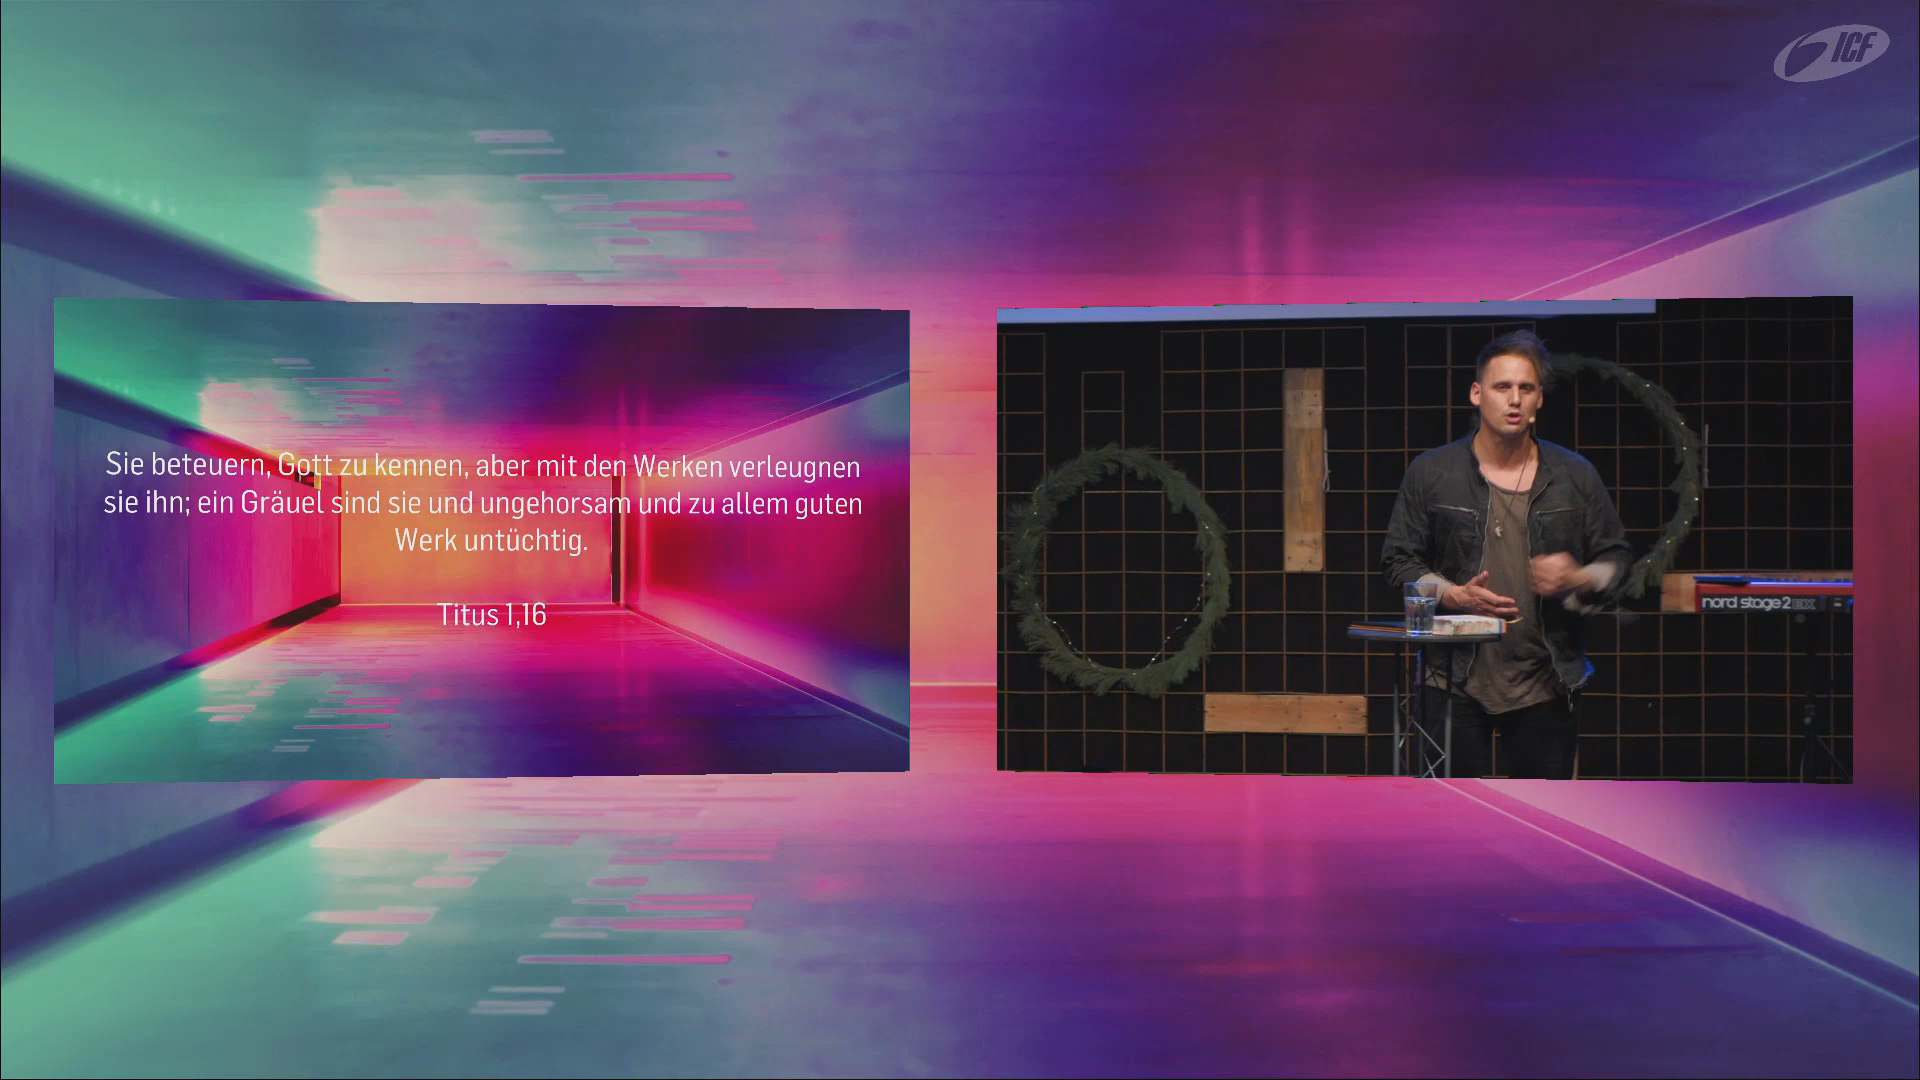 ICF
Sie beteuern, Gott zu kennen, aber mit den Werken verleugnen
sie ihn; ein Gräuel sind sie und ungehorsam und zu allem guten
Werk untüchtig.
Titus 1,16
nord stage 2 EX